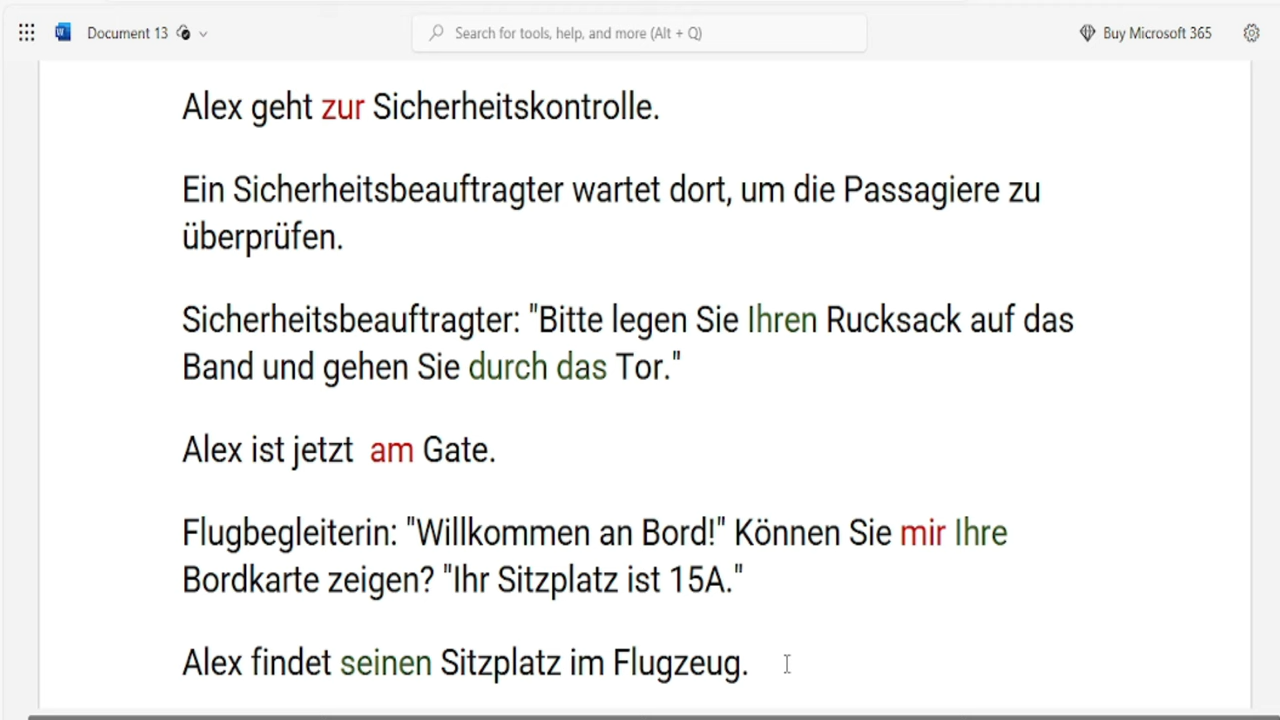 Document 13
Search for tools, help, and more (Alt + Q)
Buy Microsoft 365
Alex geht zur Sicherheitskontrolle.
Ein Sicherheitsbeauftragter wartet dort, um die Passagiere zu
überprüfen.
Sicherheitsbeauftragter: "Bitte legen Sie Ihren Rucksack auf das
Band und gehen Sie durch das Tor."
Alex ist jetzt  am Gate.
Flugbegleiterin: "Willkommen an Bord!" Können Sie mir Ihre
Bordkarte zeigen? "Ihr Sitzplatz ist 15A."
Alex findet seinen Sitzplatz im Flugzeug.